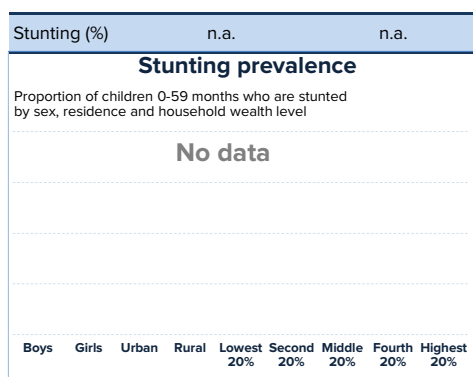 Stunting (%) n.a. n.a.
Stunting prevalence
Proportion of children 0-59 months who are stunted
by sex, residence and household wealth level
No data
Boys Girls Urban Rural Lowest 20% Second 20% Middle 20% Fourth 20% Highest 20%